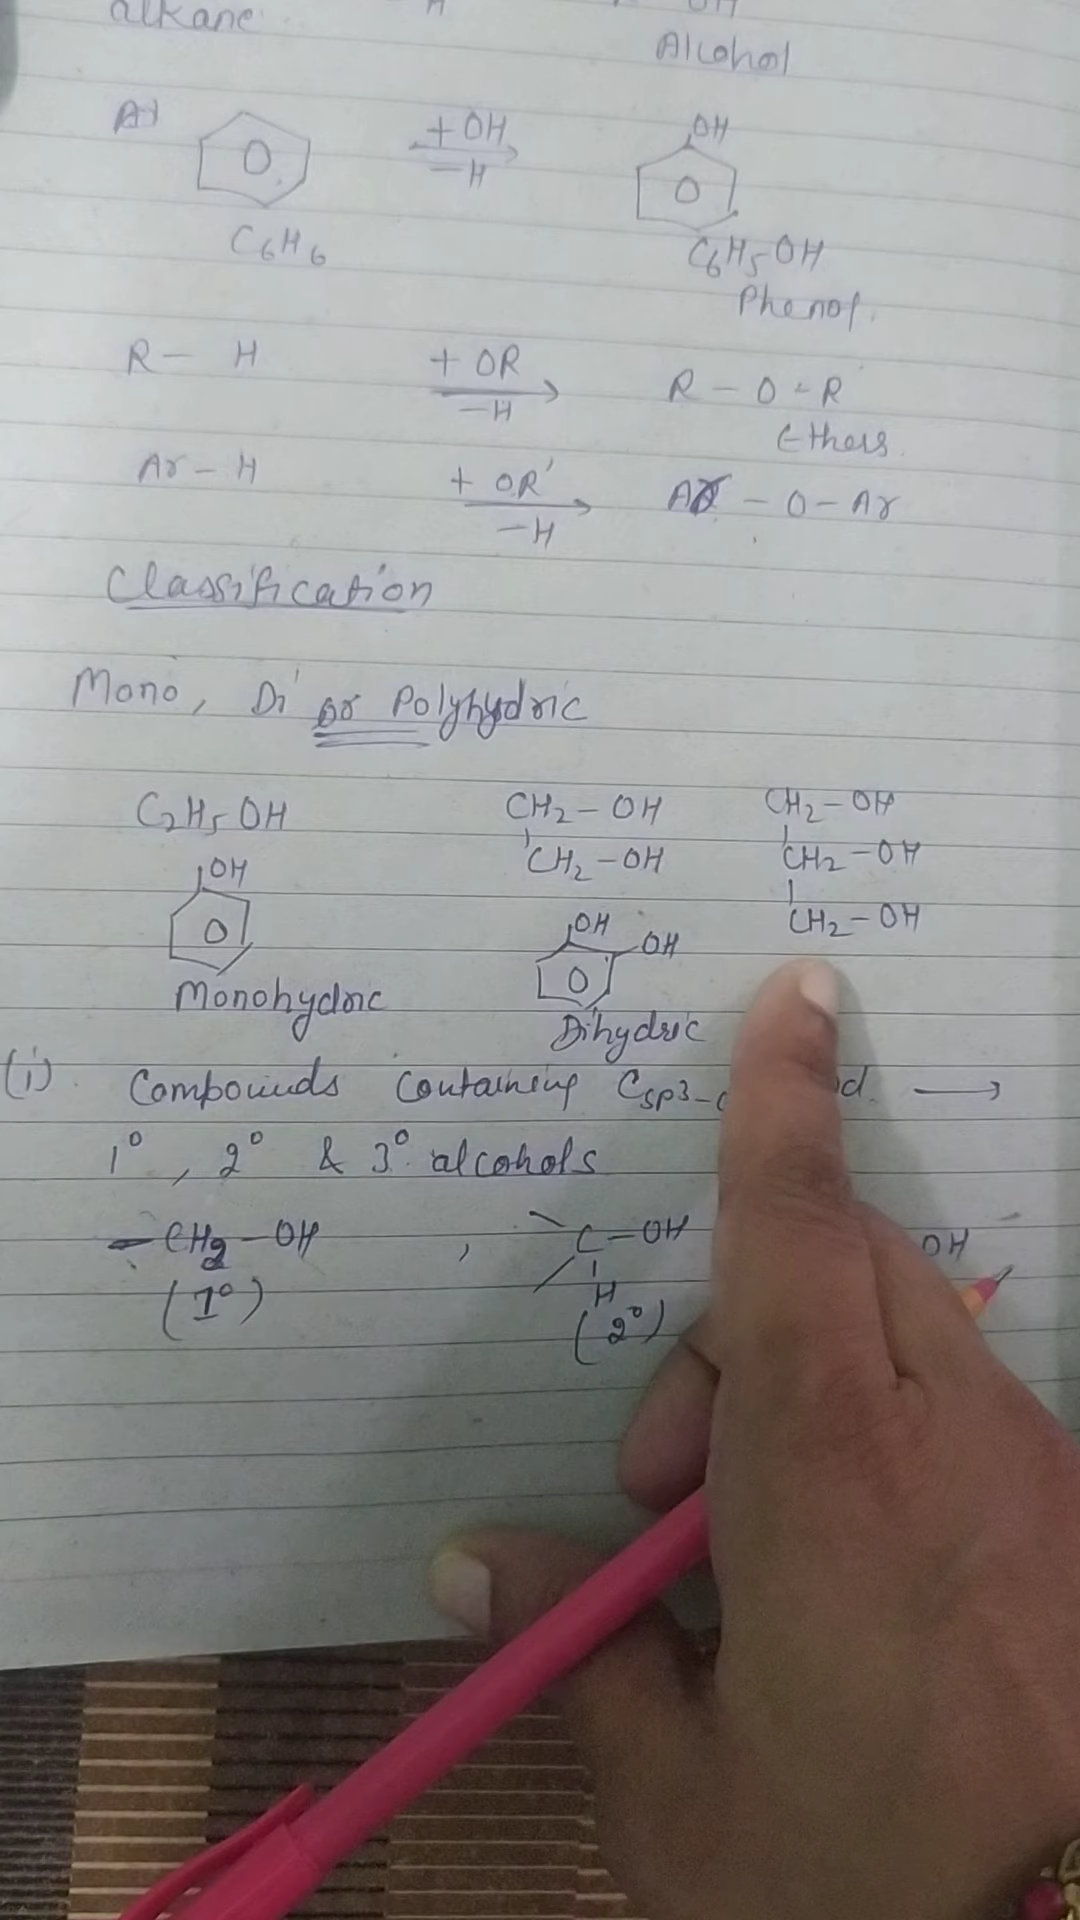 alkane H OH
Alcohol
Ar +OH OH
-H
C6H6 C6H5OH
Phenol.
R - H + OR R - O - R
-H Ethers.
Ar - H + OR' Ar - O - Ar
-H
Classification
Mono, Di or Polyhydric
C2H5OH CH2-OH CH2-OH
CH2-OH CH2-OH
OH CH2-OH
OH OH
Monohydric
Dihydric
(i). Compounds containing Csp3-
1°, 2° & 3° alcohols
-CH2-OH , C-OH OH
H
(1°) (2°)